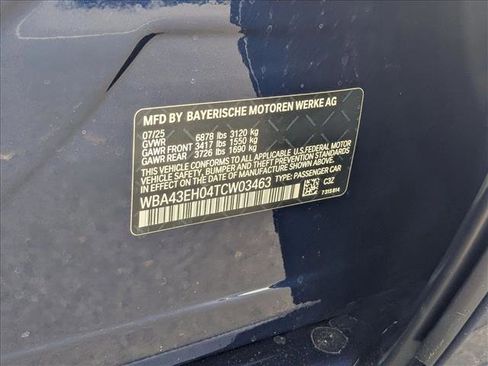 MFD BY BAYERISCHE MOTOREN WERKE AG
07/25
GVWR 6878 lbs 3120 kg
GAWR FRONT 3417 lbs 1550 kg
GAWR REAR 3726 lbs 1690 kg
THIS VEHICLE CONFORMS TO ALL APPLICABLE U.S. FEDERAL MOTOR
VEHICLE SAFETY, BUMPER AND THEFT PREVENTION STANDARDS
IN EFFECT ON THE DATE OF MANUFACTURE SHOWN ABOVE.
WBA43EH04TCW03463 TYPE: PASSENGER CAR C3Z